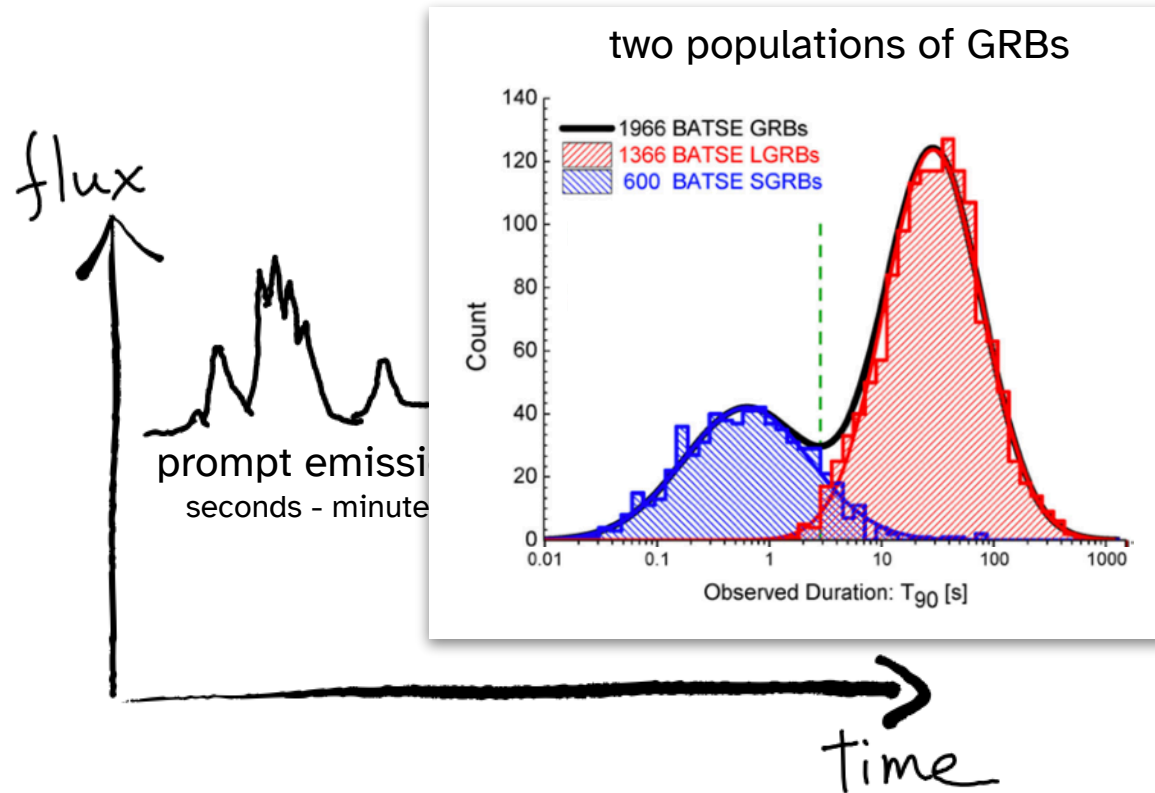 two populations of GRBs
flux
140
120
100
80
60
40
20
0
Count
1966 BATSE GRBs
1366 BATSE LGRBs
600 BATSE SGRBs
0.01 0.1 1 10 100 1000
Observed Duration: T90 [s]
prompt emissi
seconds - minute
time